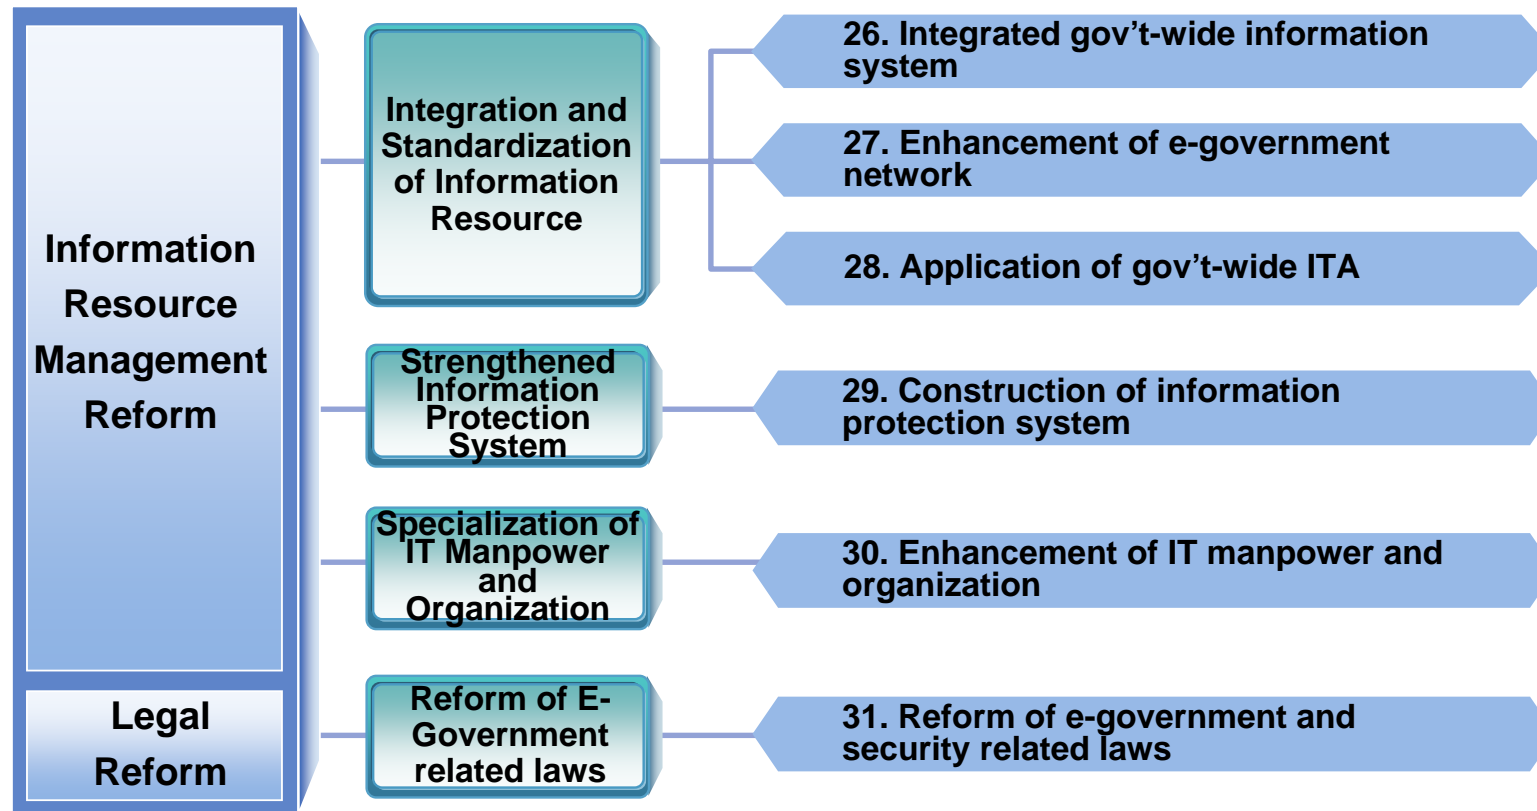 Information
Resource
Management
Reform
Integration and
Standardization
of Information
Resource
26. Integrated gov't-wide information
system
27. Enhancement of e-government
network
28. Application of gov't-wide ITA
Strengthened
Information
Protection
System
29. Construction of information
protection system
Specialization of
IT Manpower
and
Organization
30. Enhancement of IT manpower and
organization
Legal
Reform
Reform of E-
Government
related laws
31. Reform of e-government and
security related laws